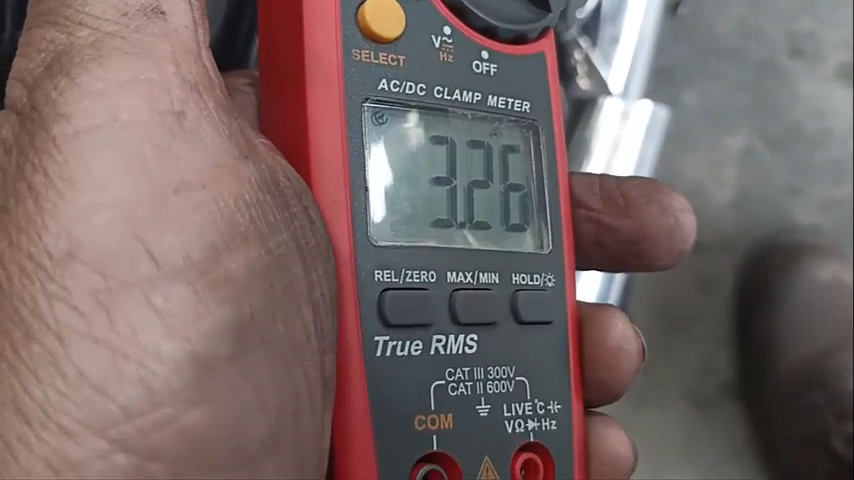 V~
Hz
OFF
SELECT
AC/DC CLAMP METER
3.26
REL/ZERO MAX/MIN HOLD/
True RMS
CAT III 300V
CAT II 600V
COM
LIVE °C
VΩ Hz